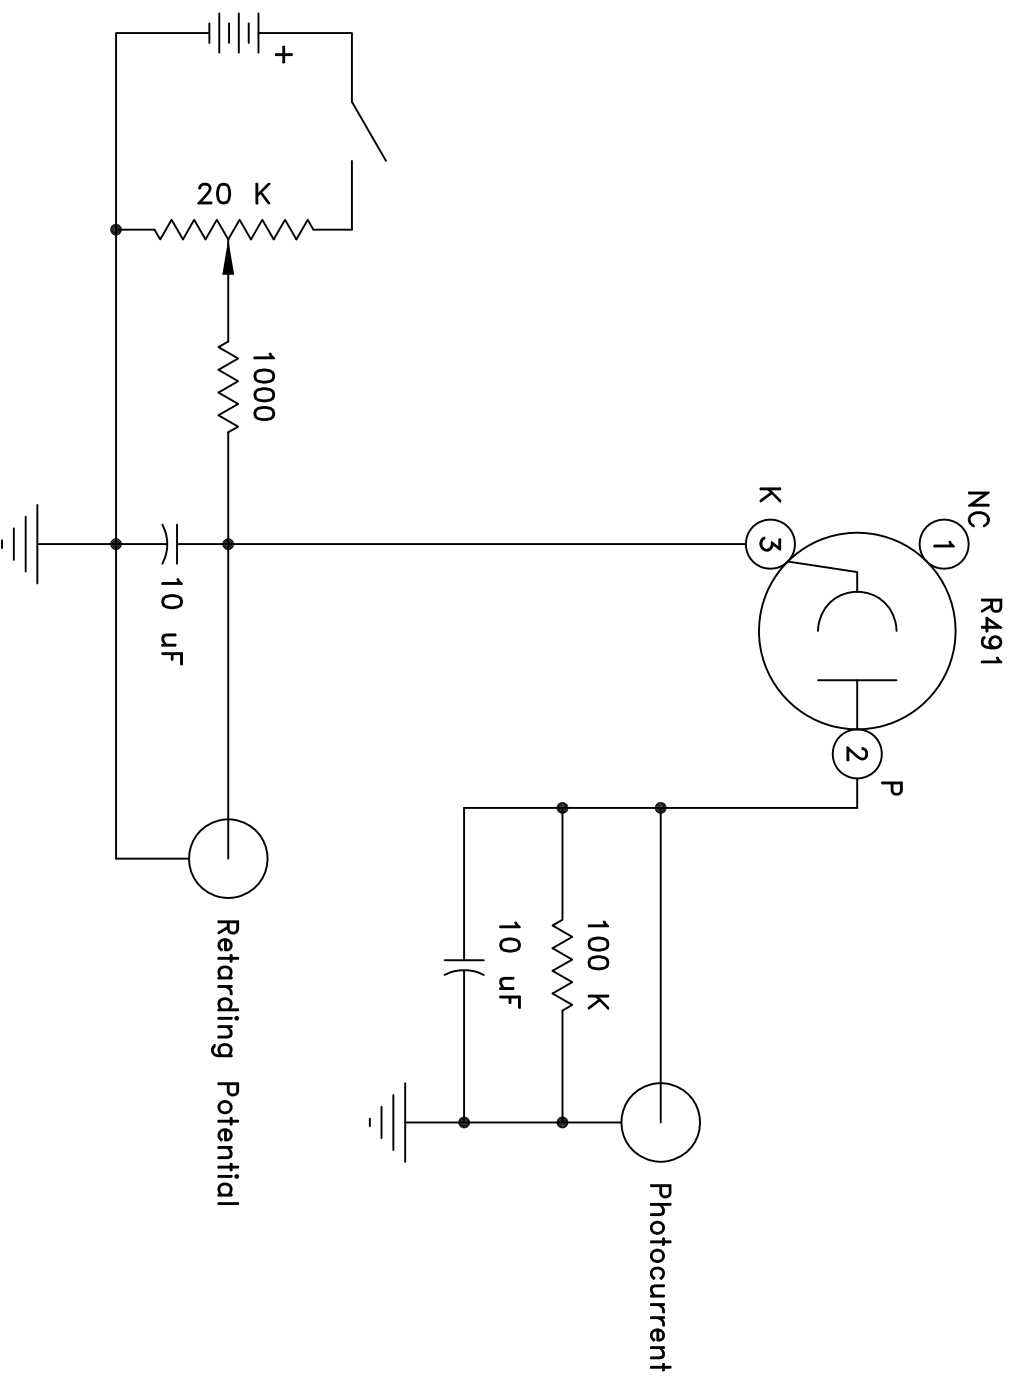 +
20 K
1000
10 uF
K
3
NC
1
R491
2
P
10 uF
100 K
Retarding Potential
Photocurrent